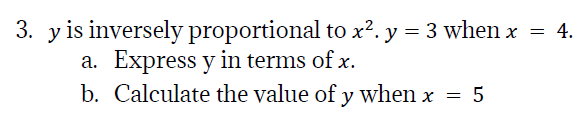 3. y is inversely proportional to x². y = 3 when x = 4.
a. Express y in terms of x.
b. Calculate the value of y when x = 5